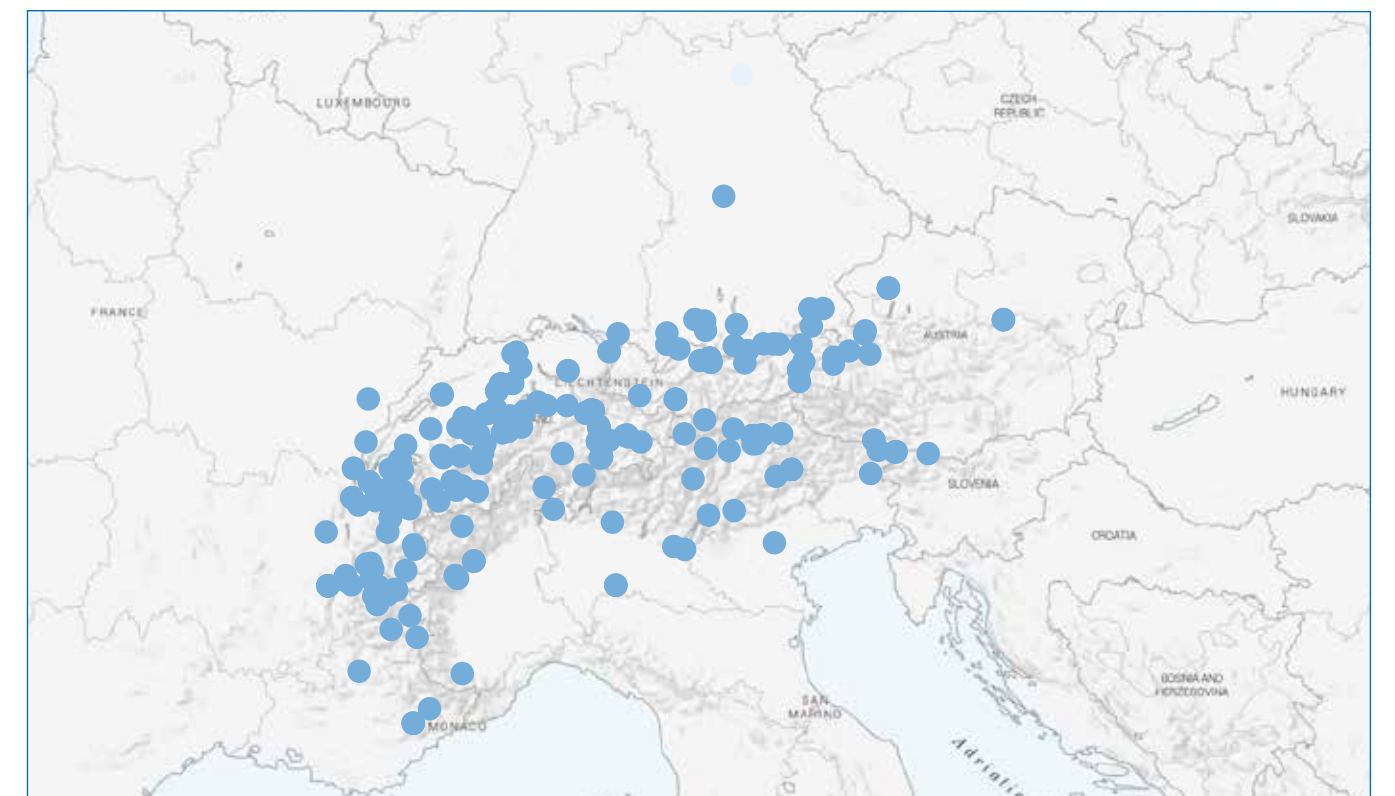 LUXEMBOURG
CZECH
REPUBLIC
SLOVAKIA
FRANCE
AUSTRIA
LIECHTENSTEIN
HUNGARY
SLOVENIA
CROATIA
BOSNIA AND
HERZEGOVINA
SAN
MARINO
MONACO
Adriatic